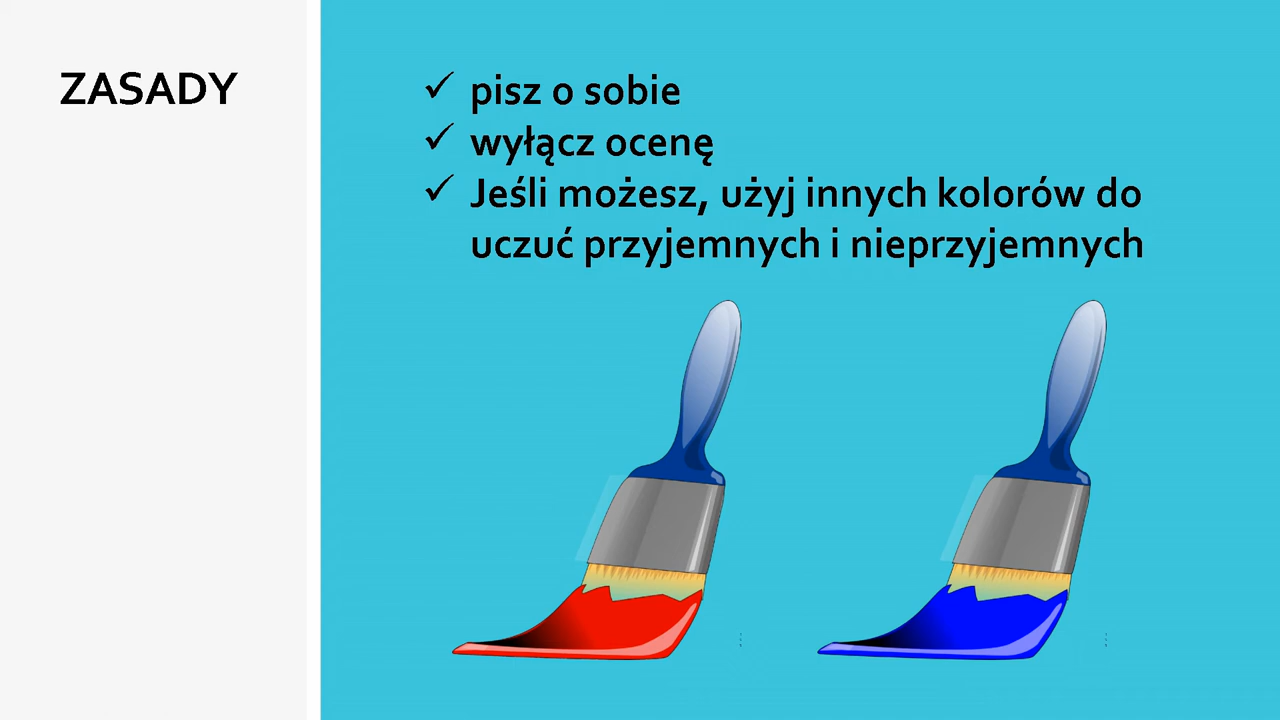 ZASADY
✓ pisz o sobie
✓ wyłącz ocenę
✓ Jeśli możesz, użyj innych kolorów do
uczuć przyjemnych i nieprzyjemnych